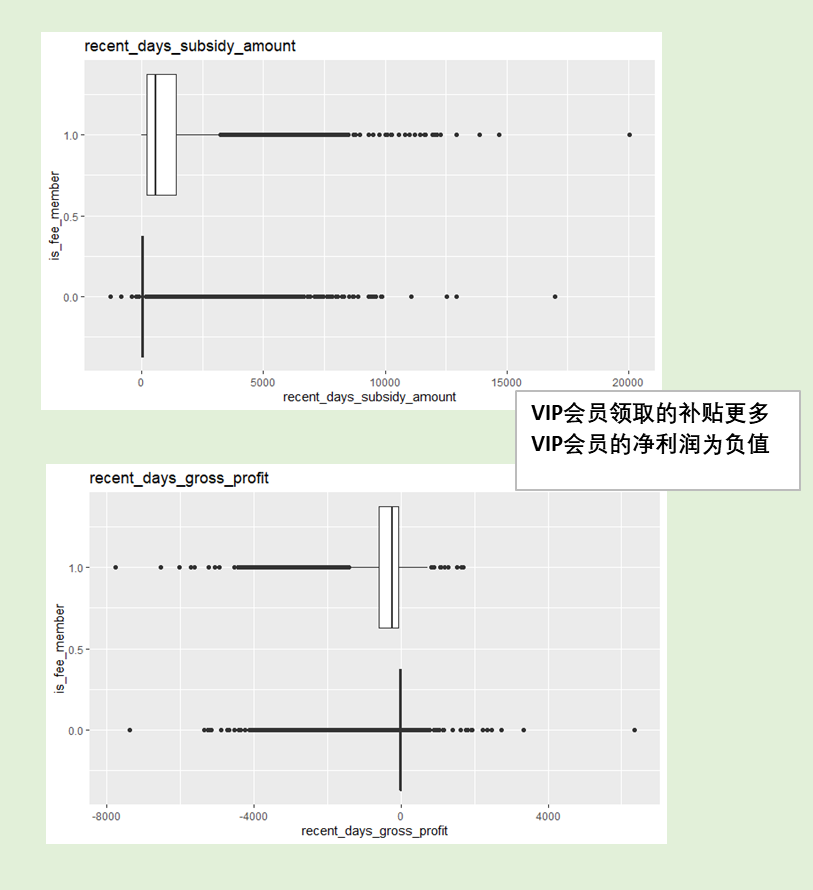 recent_days_subsidy_amount
is_fee_member
1.0
0.5
0.0
0 5000 10000 15000 20000
recent_days_subsidy_amount
VIP会员领取的补贴更多
VIP会员的净利润为负值
recent_days_gross_profit
is_fee_member
1.0
0.5
0.0
-8000 -4000 0 4000
recent_days_gross_profit